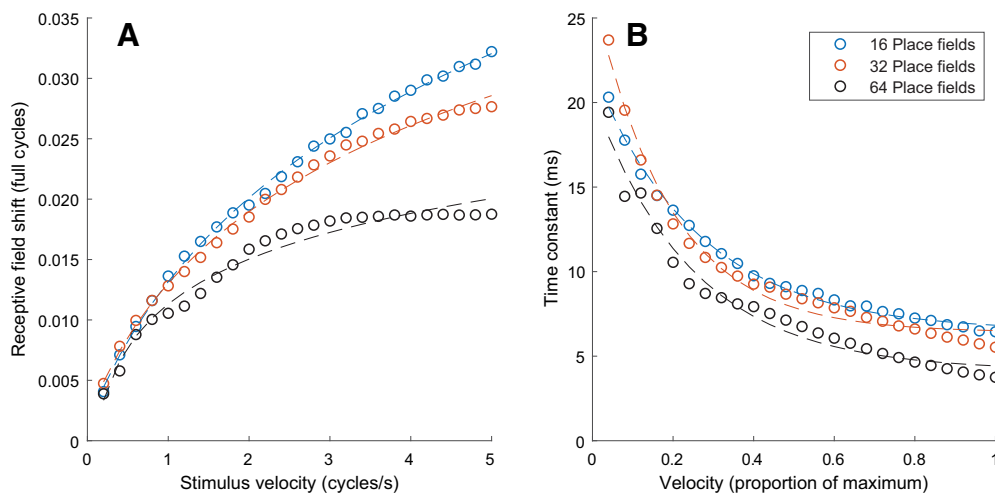 A
0.035
0.030
0.025
0.020
0.015
0.010
0.005
0
Receptive field shift (full cycles)
0
1
2
3
4
5
Stimulus velocity (cycles/s)
B
25
20
15
10
5
0
Time constant (ms)
16 Place fields
32 Place fields
64 Place fields
0
0.2
0.4
0.6
0.8
1
Velocity (proportion of maximum)